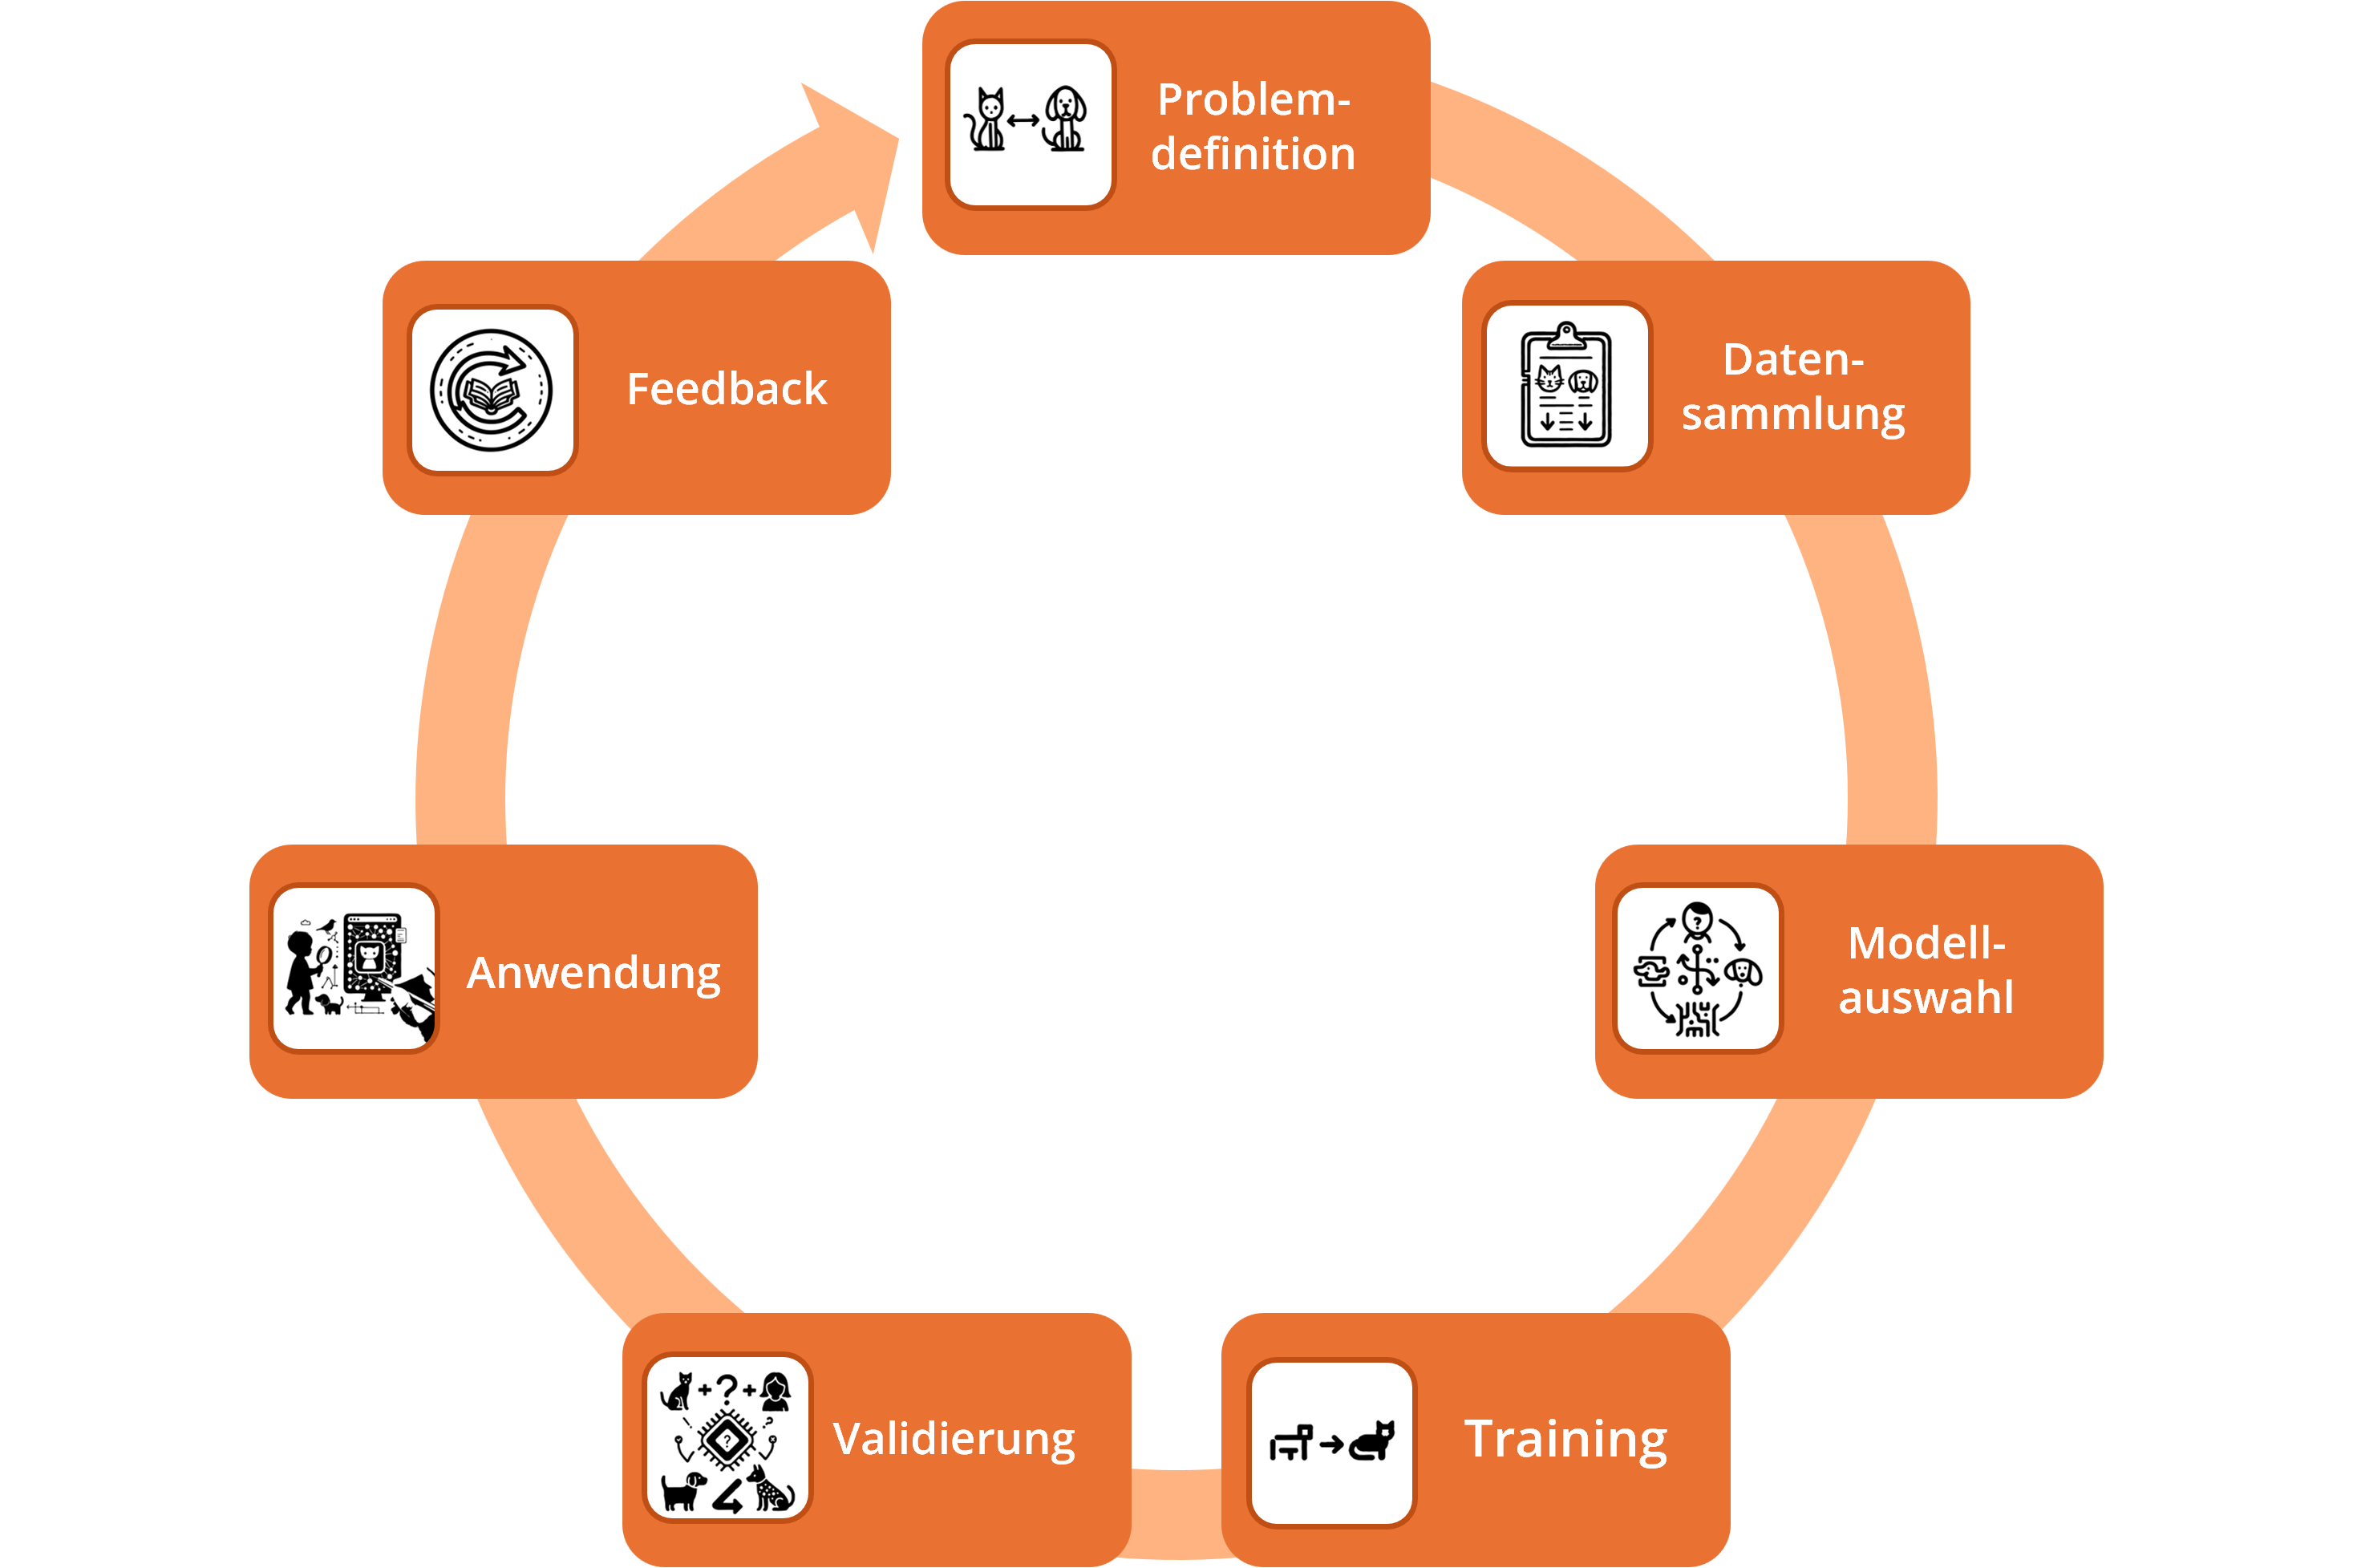 Problem-
definition
Daten-
sammlung
Modell-
auswahl
Training
Validierung
Anwendung
Feedback